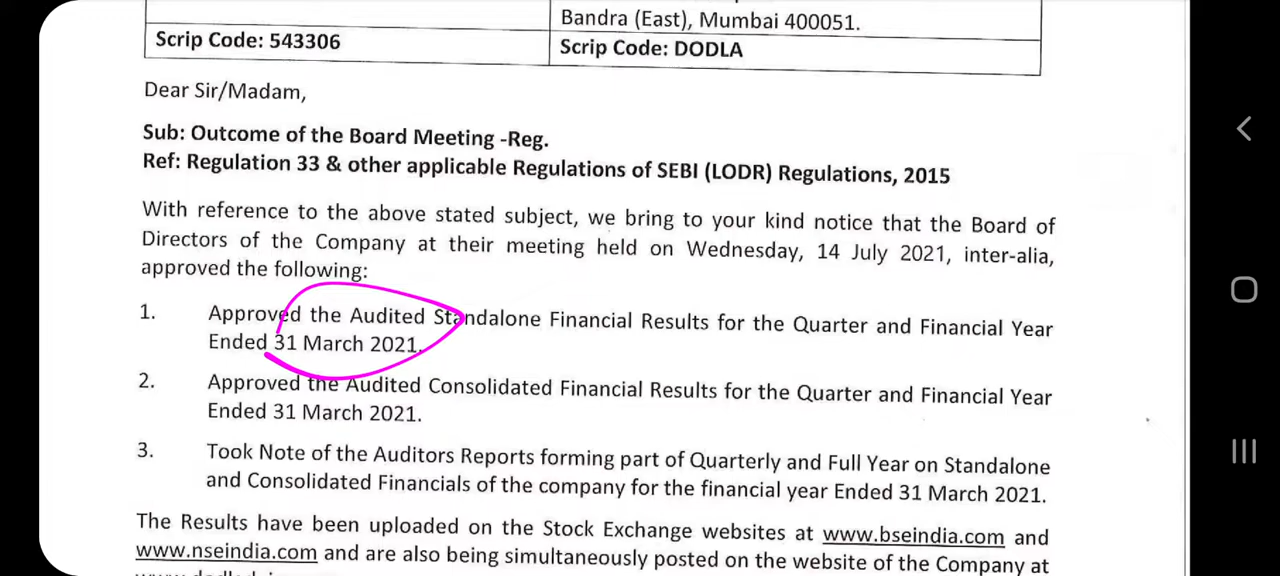 Bandra (East), Mumbai 400051.
Scrip Code: 543306
Scrip Code: DODLA
Dear Sir/Madam,
Sub: Outcome of the Board Meeting -Reg.
Ref: Regulation 33 & other applicable Regulations of SEBI (LODR) Regulations, 2015
With reference to the above stated subject, we bring to your kind notice that the Board of
Directors of the Company at their meeting held on Wednesday, 14 July 2021, inter-alia,
approved the following:
1. Approved the Audited Standalone Financial Results for the Quarter and Financial Year
Ended 31 March 2021.
2. Approved the Audited Consolidated Financial Results for the Quarter and Financial Year
Ended 31 March 2021.
3. Took Note of the Auditors Reports forming part of Quarterly and Full Year on Standalone
and Consolidated Financials of the company for the financial year Ended 31 March 2021.
The Results have been uploaded on the Stock Exchange websites at www.bseindia.com and
www.nseindia.com and are also being simultaneously posted on the website of the Company at